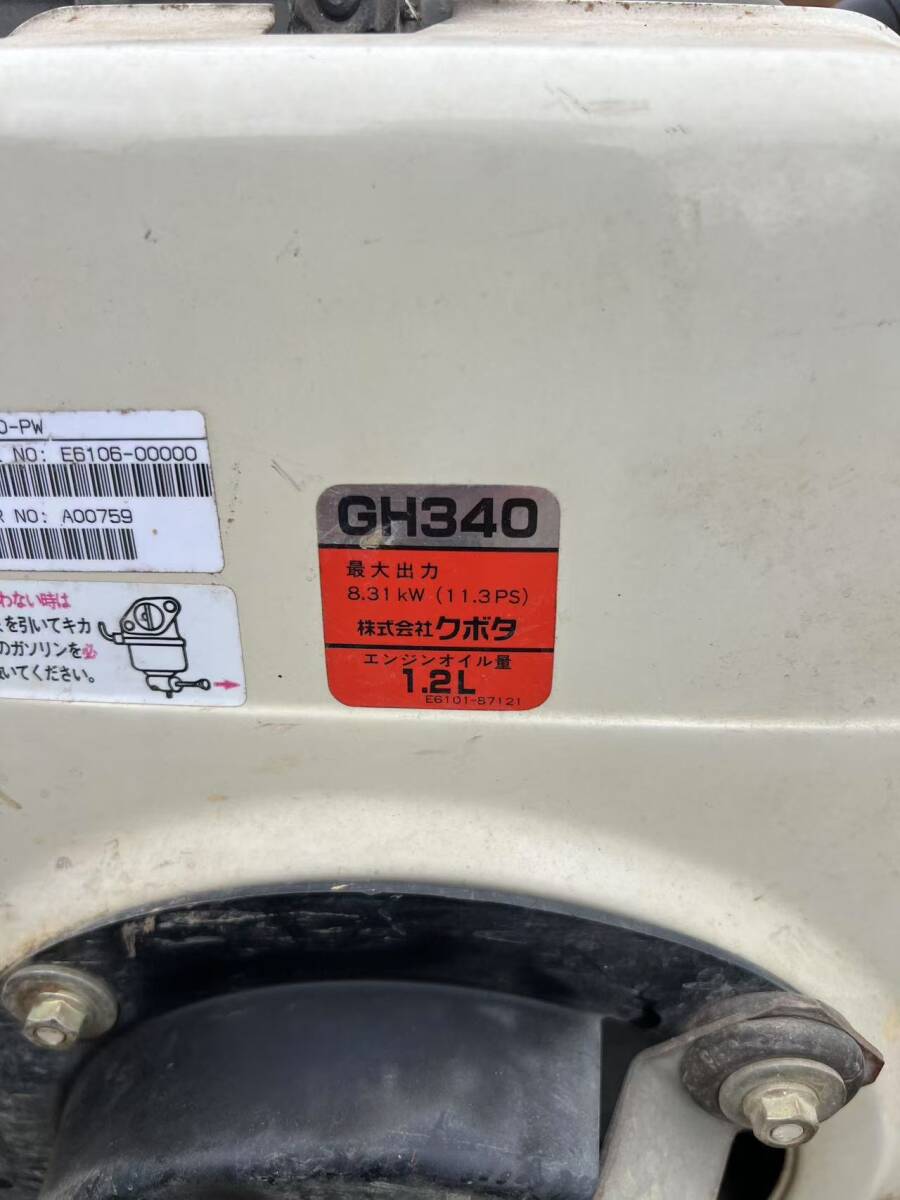 0-PW
NO: E6106-00000
R NO: A00759
わない時は
を引いてキカ
のガソリンを必
いてください。
GH340
最大出力
8.31kW (11.3PS)
株式会社クボタ
エンジンオイル量
1.2L
E6101-87121